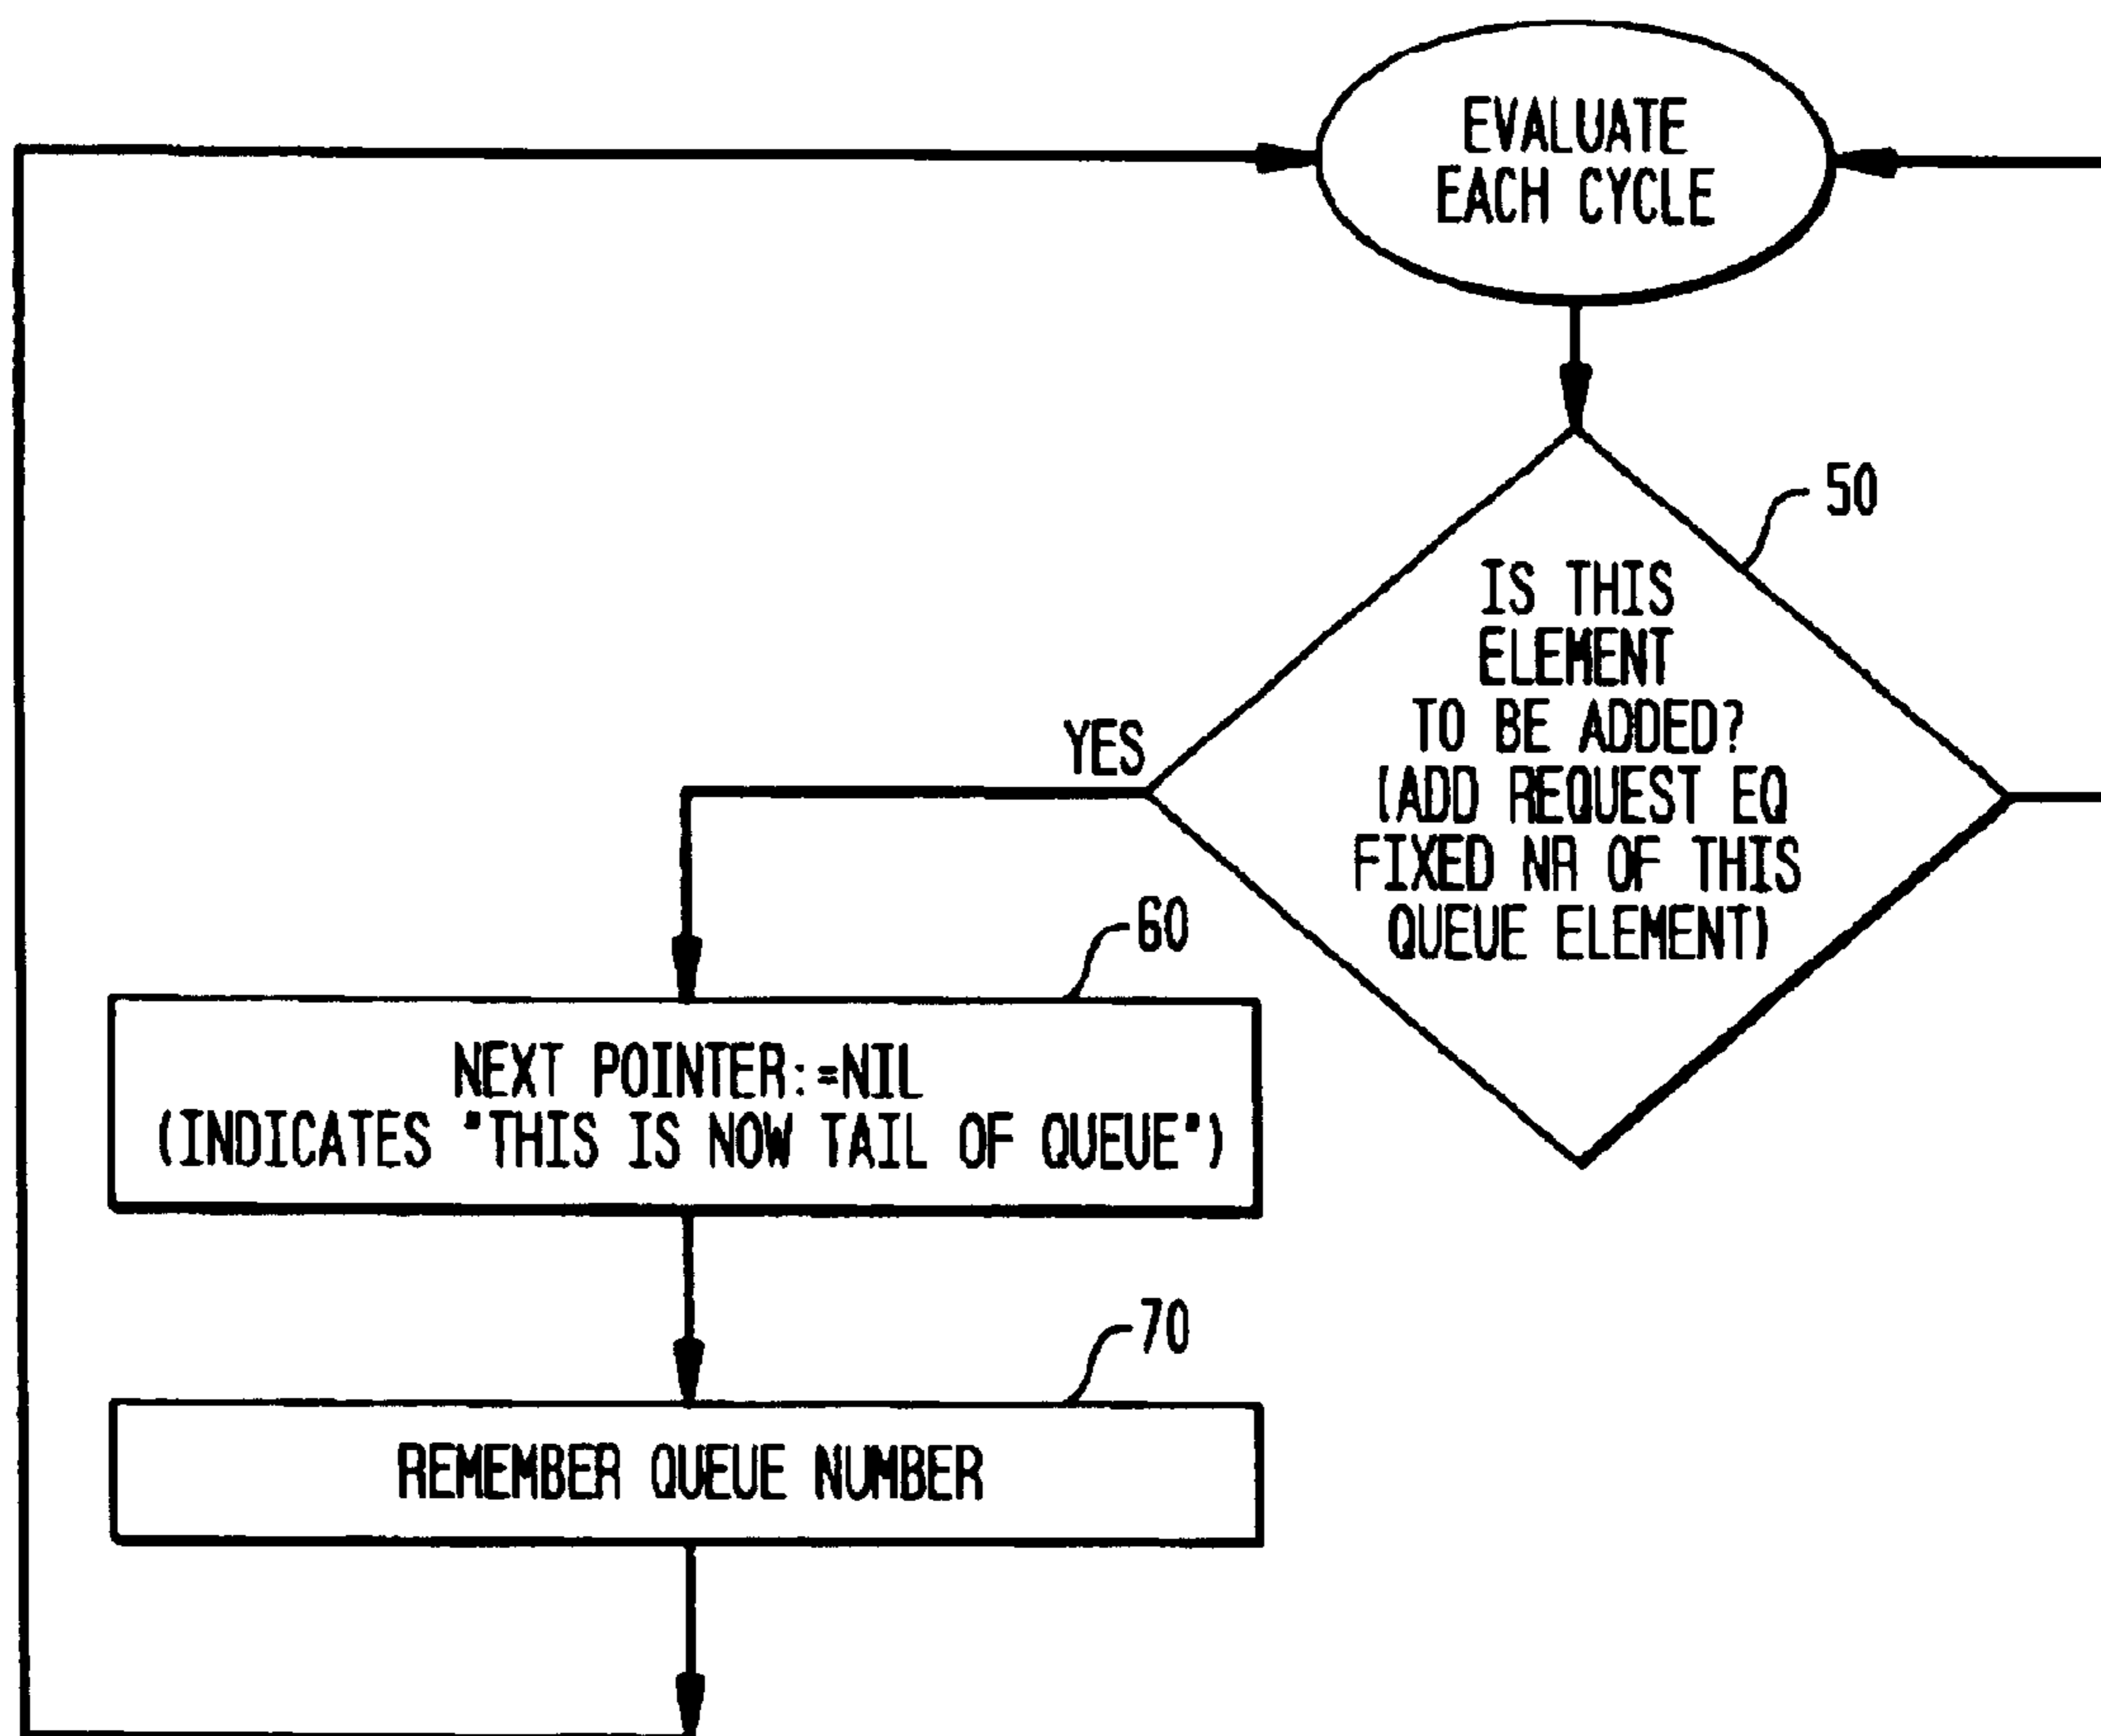 EVALUATE
EACH CYCLE
50
IS THIS
ELEMENT
TO BE ADDED?
(ADD REQUEST EQ
FIXED NR OF THIS
QUEUE ELEMENT)
YES
60
NEXT POINTER:=NIL
(INDICATES "THIS IS NOW TAIL OF QUEUE")
70
REMEMBER QUEUE NUMBER